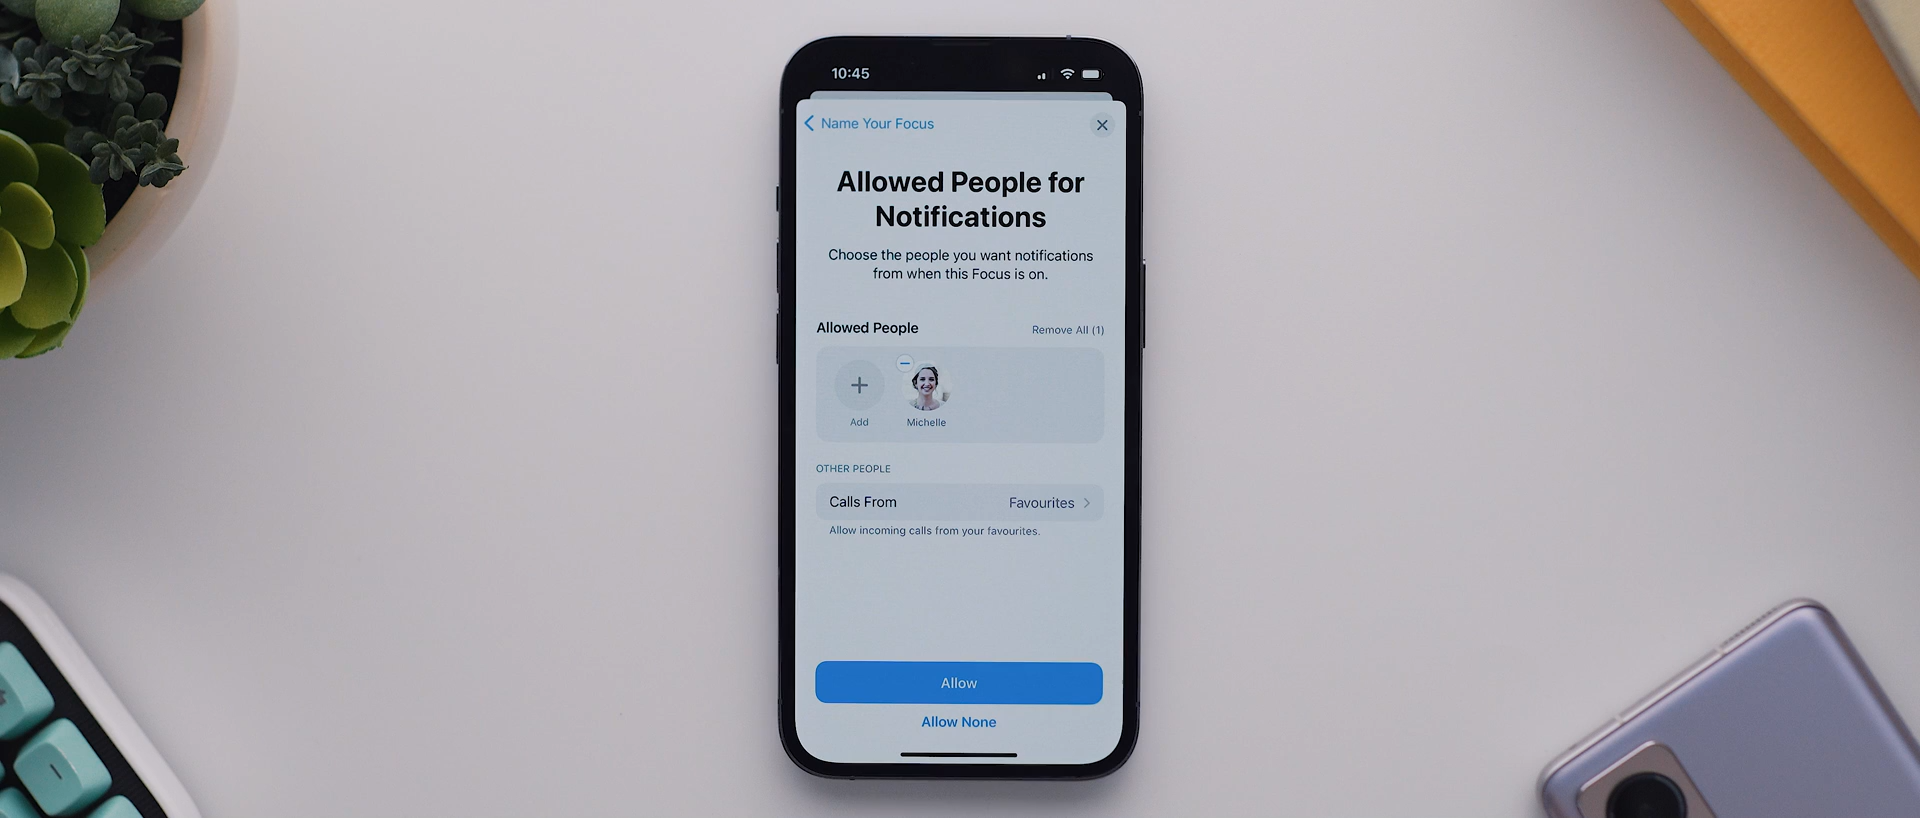 10:45
Name Your Focus
Allowed People for
Notifications
Choose the people you want notifications
from when this Focus is on.
Allowed People
Remove All (1)
Add
Michelle
OTHER PEOPLE
Calls From
Favourites
Allow incoming calls from your favourites.
Allow
Allow None